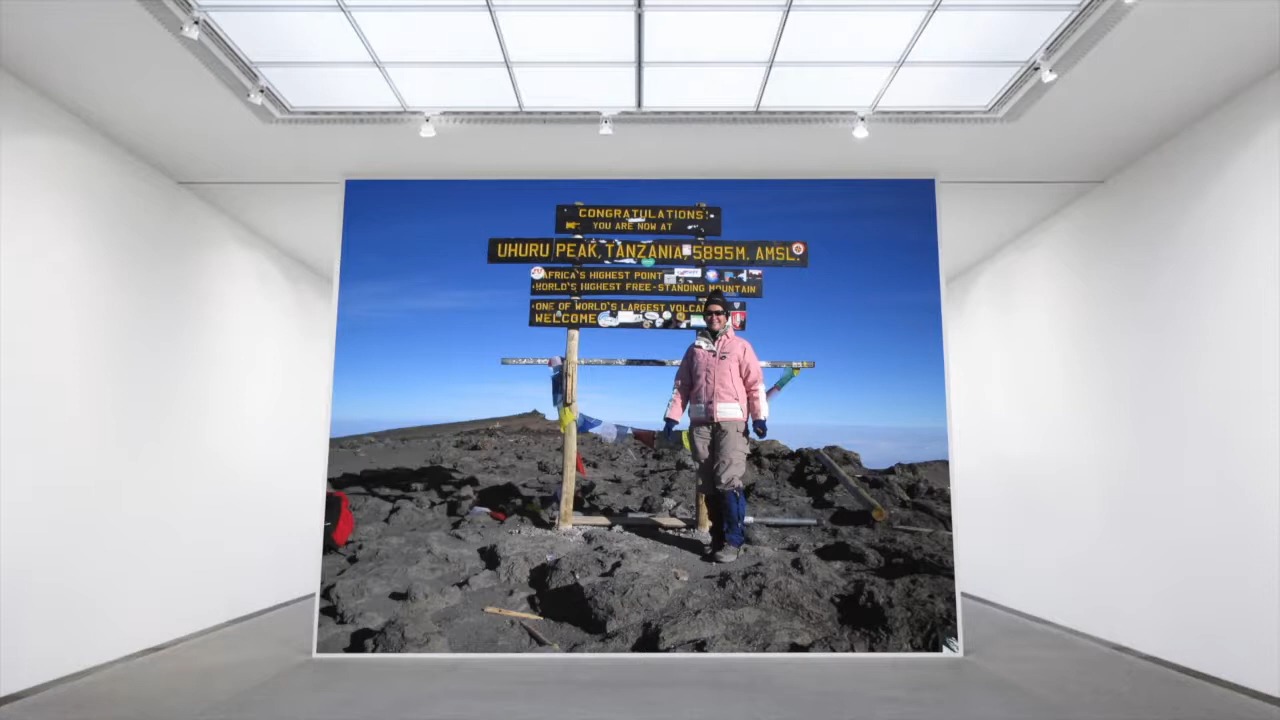 CONGRATULATIONS
YOU ARE NOW AT
UHURU PEAK, TANZANIA, 5895M. AMSL.
AFRICA'S HIGHEST POINT
WORLD'S HIGHEST FREE-STANDING MOUNTAIN
ONE OF WORLD'S LARGEST
WELCOME